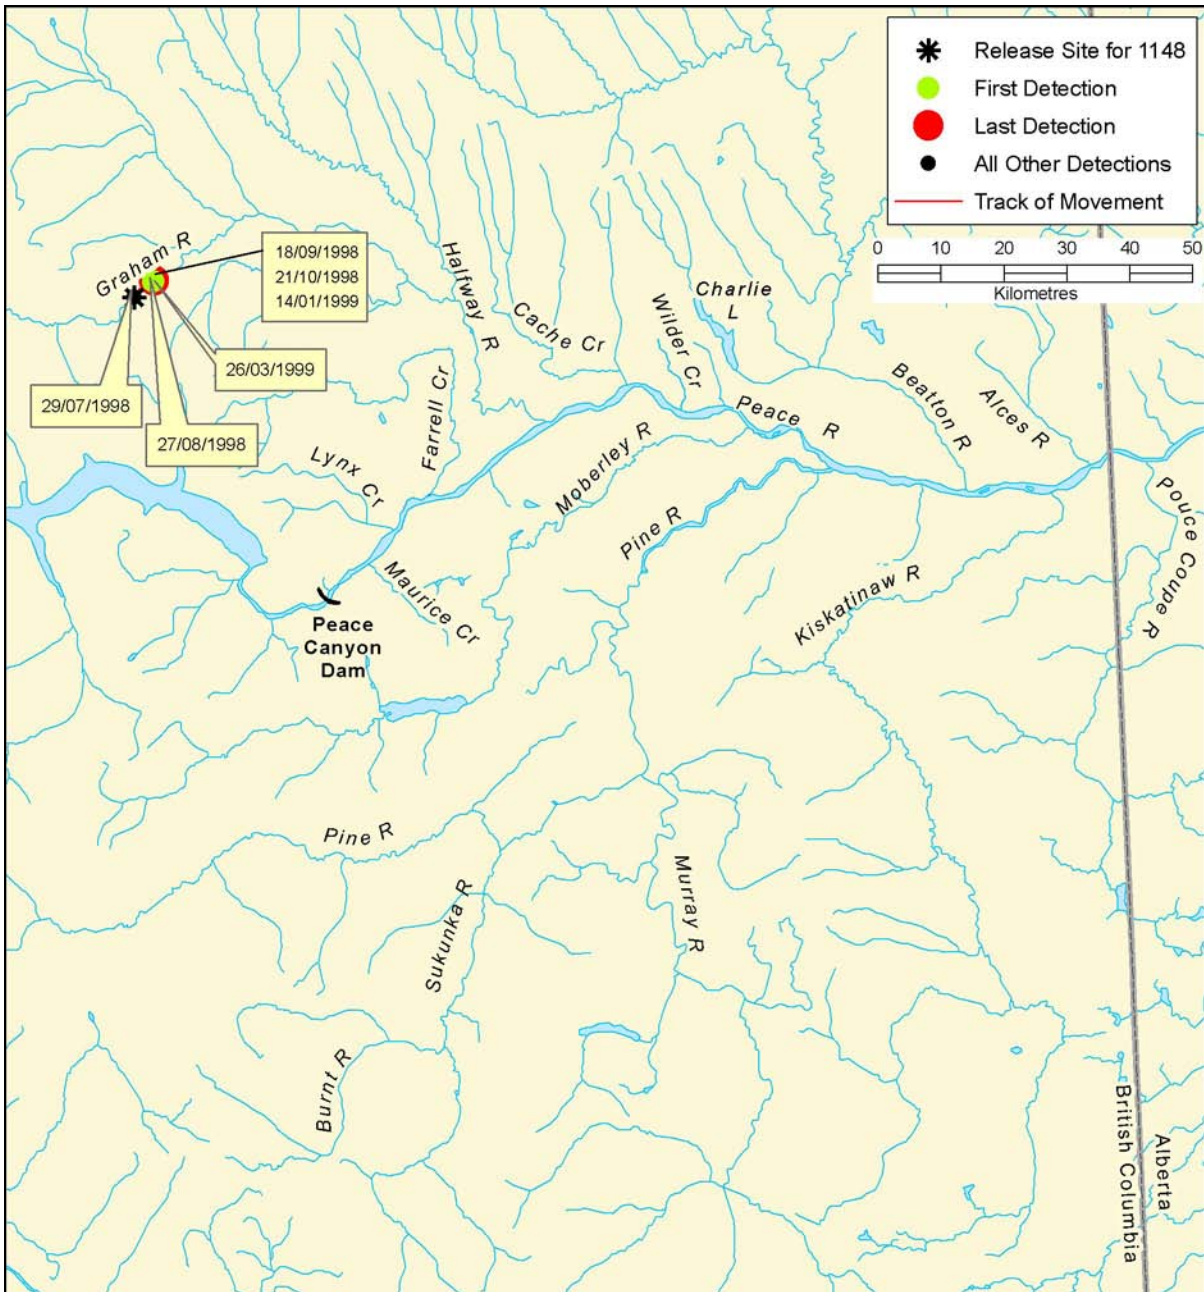 Release Site for 1148
First Detection
Last Detection
All Other Detections
Track of Movement
0 10 20 30 40 50
Kilometres
Graham R
18/09/1998
21/10/1998
14/01/1999
26/03/1999
29/07/1998
27/08/1998
Halfway R
Cache Cr
Wilder Cr
Charlie
L
Farrell Cr
Lynx Cr
Peace R
Beatton R
Alces R
Moberley R
Pine R
Pouce Coupe R
Maurice Cr
Kiskatinaw R
Peace
Canyon
Dam
Pine R
Sukunka R
Murray R
Burnt R
British Columbia
Alberta